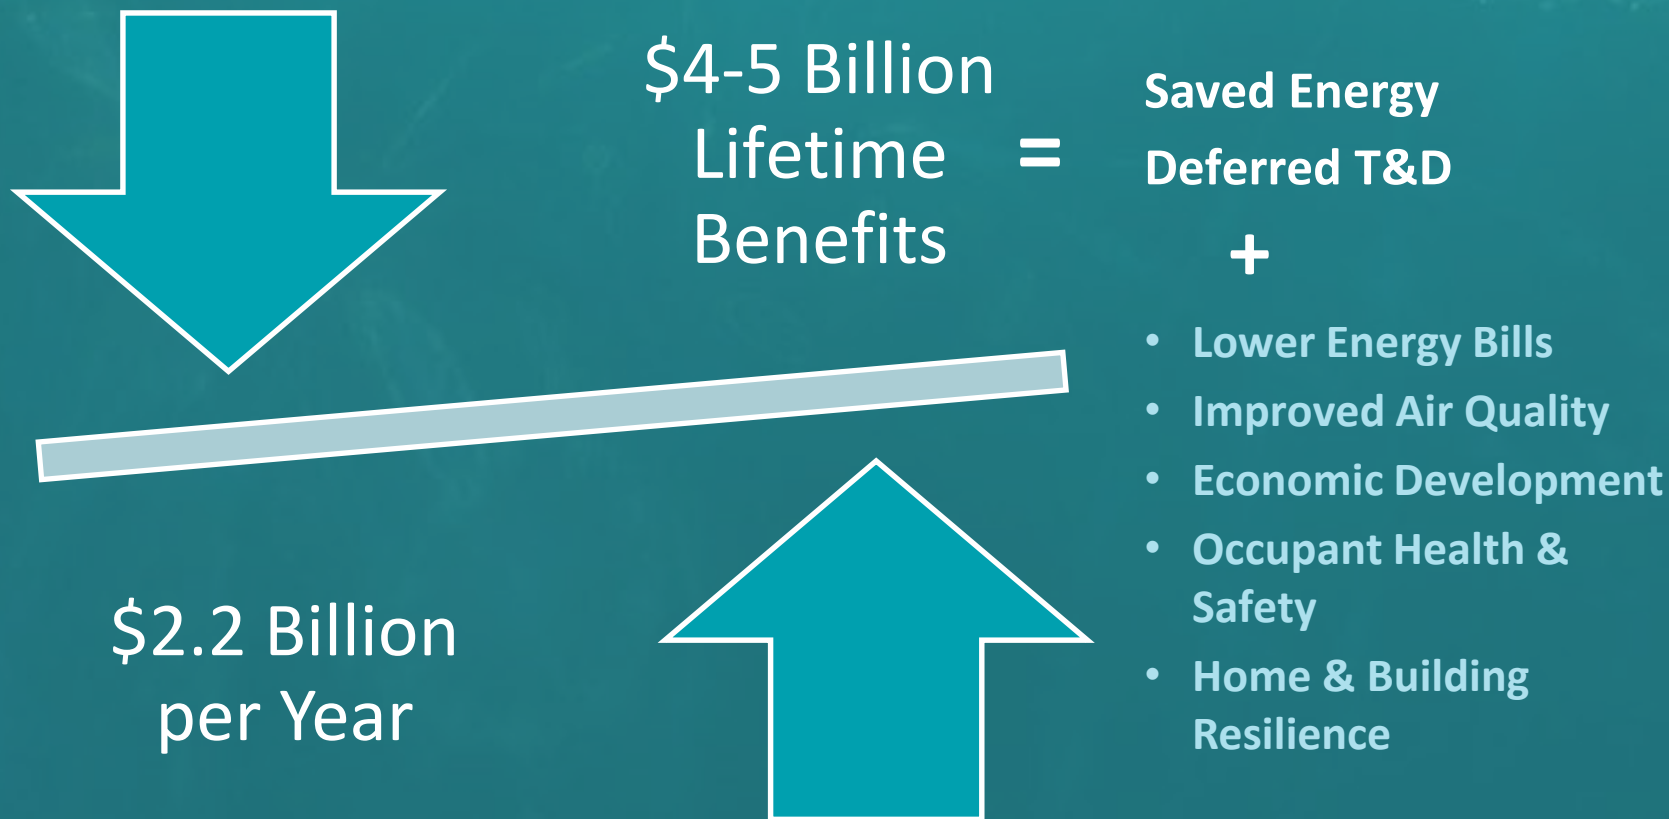 $4-5 Billion
Lifetime
Benefits
=
Saved Energy
Deferred T&D
+
• Lower Energy Bills
• Improved Air Quality
• Economic Development
• Occupant Health &
Safety
• Home & Building
Resilience
$2.2 Billion
per Year